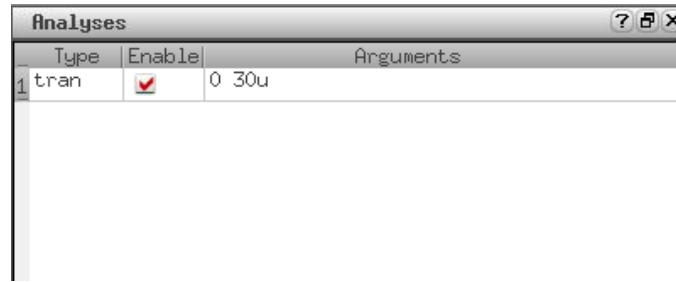 Analyses ?
Type Enable Arguments
1 tran 0 30u